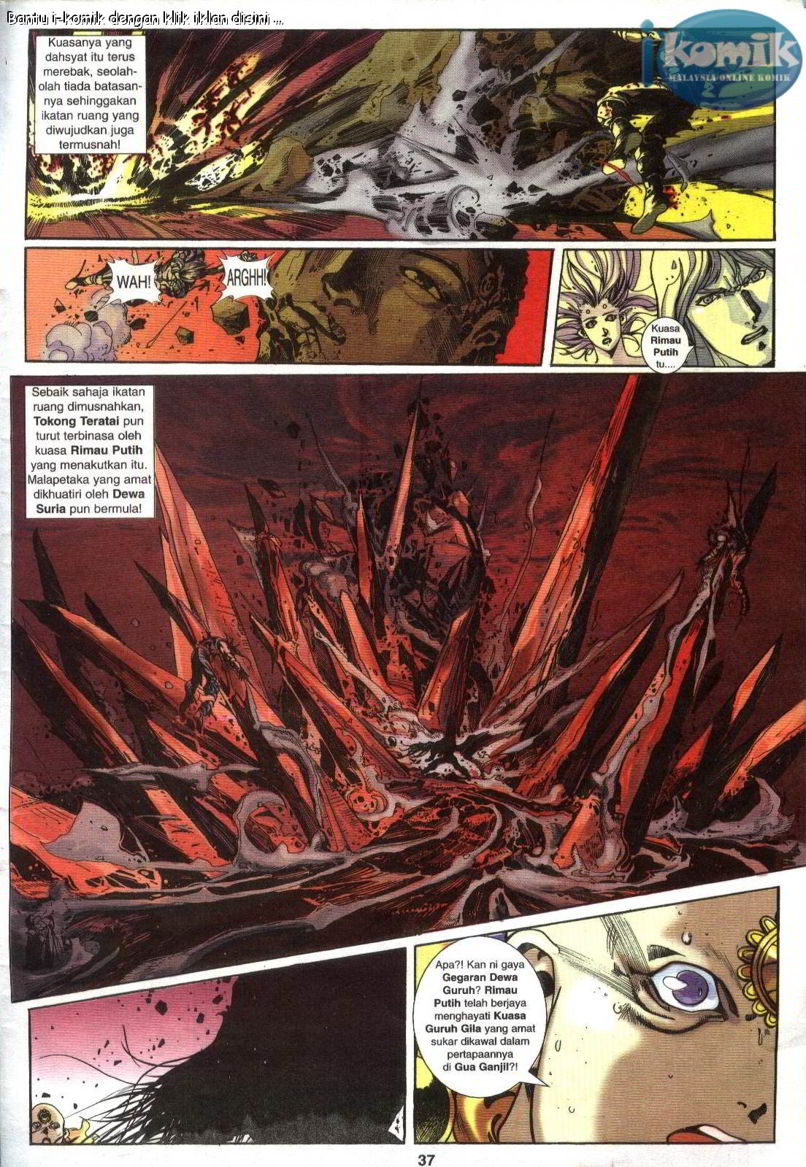 Bantu i-komik dengan klik iklan disini ...
ikomik
MALAYSIA ONLINE KOMIK
Kuasanya yang
dahsyat itu terus
merebak, seolah-
olah tiada batasan-
nya sehinggakan
ikatan ruang yang
diwujudkan juga
termusnah!
WAH!
ARGHH!
Kuasa
Rimau
Putih
tu....
Sebaik sahaja ikatan
ruang dimusnahkan,
Tokong Teratai pun
turut terbinasa oleh
kuasa Rimau Putih
yang menakutkan itu.
Malapetaka yang amat
dikhuatiri oleh Dewa
Suria pun bermula!
Apa?! Kan ni gaya
Gegaran Dewa
Guruh? Rimau
Putih telah berjaya
menghayati Kuasa
Guruh Gila yang amat
sukar dikawal dalam
pertapaannya
di Gua Ganjil?!
37